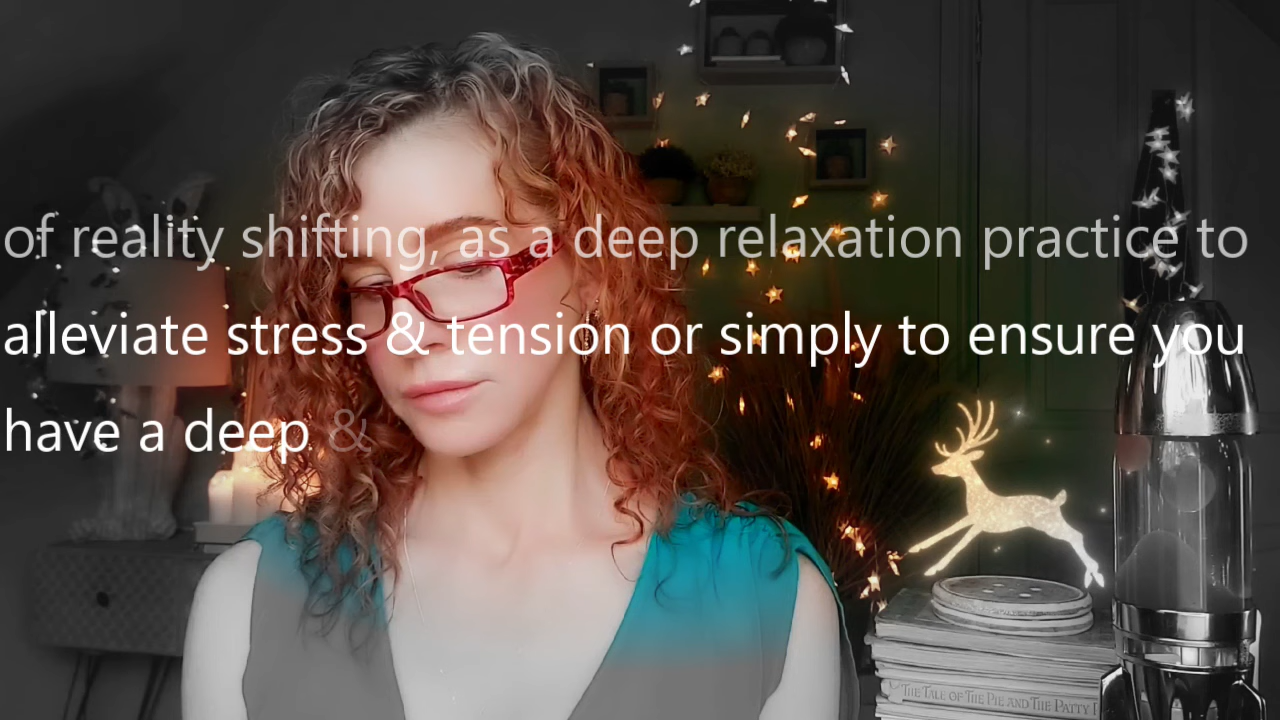 of reality shifting, as a deep relaxation practice to
alleviate stress & tension or simply to ensure you
have a deep &
THE TALE OF THE PIE AND THE PATTY